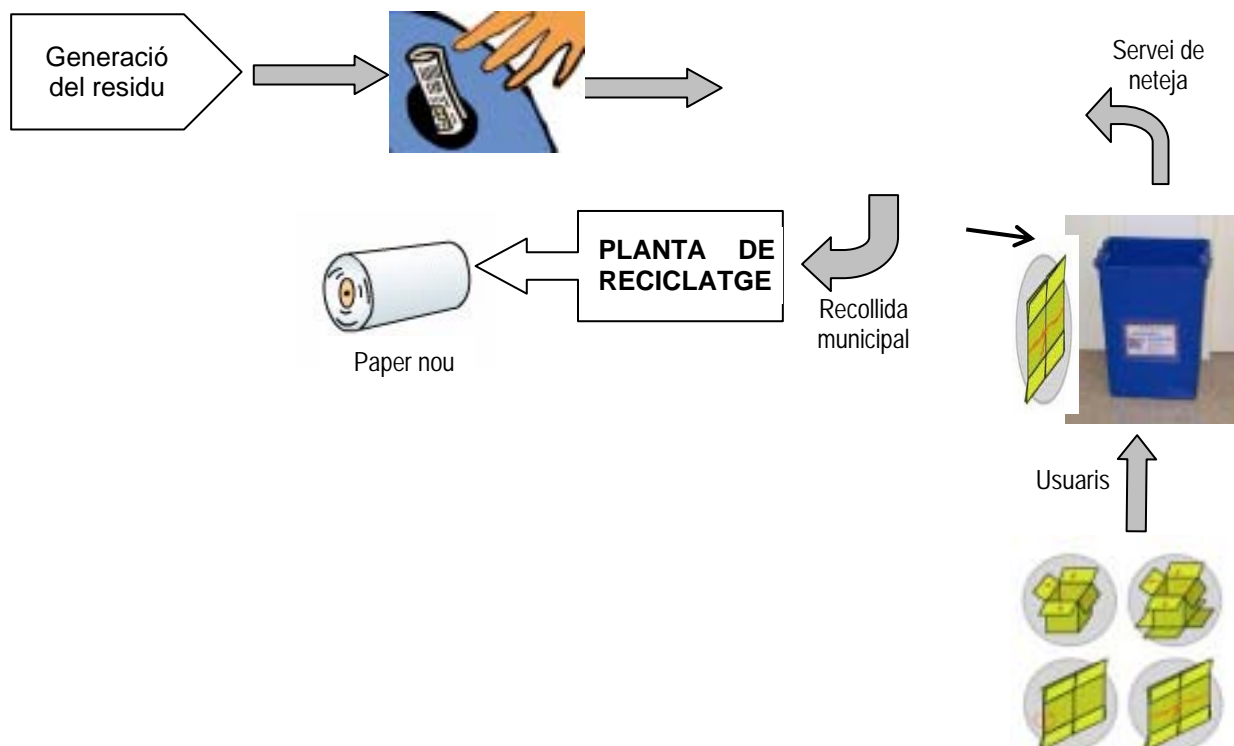 Generació
del residu
Servei de
neteja
PLANTA DE
RECICLATGE
Recollida
municipal
Paper nou
Usuaris